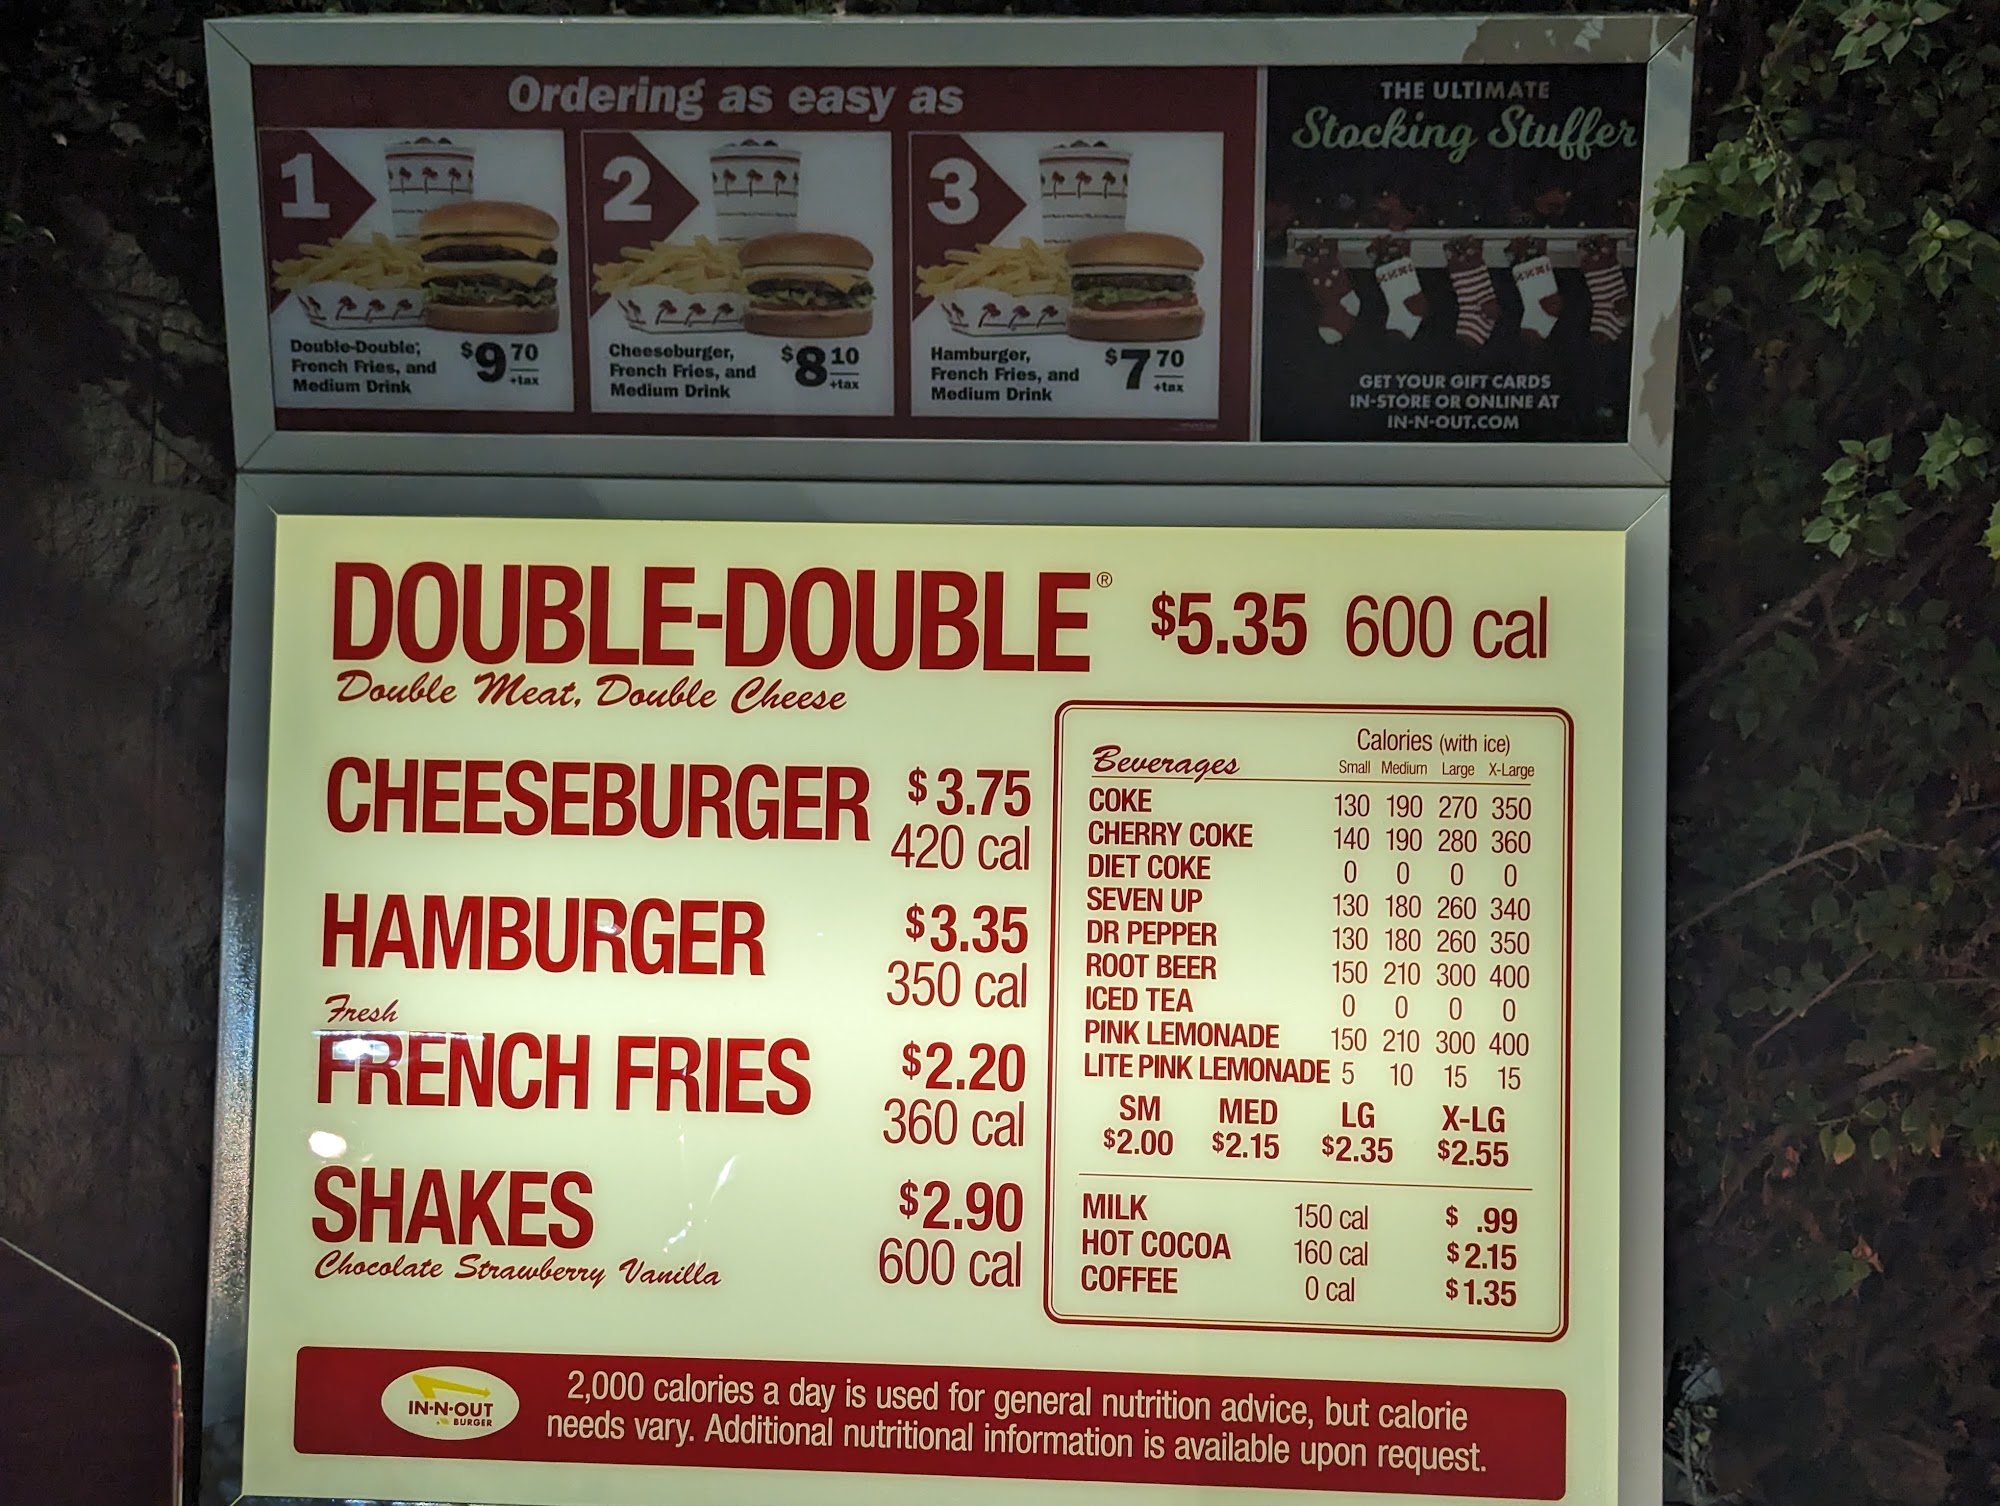 Ordering as easy as
1
Double-Double®,
French Fries, and
Medium Drink
$9 70
+tax
2
Cheeseburger,
French Fries, and
Medium Drink
$8 10
+tax
3
Hamburger,
French Fries, and
Medium Drink
$7 70
+tax
THE ULTIMATE
Stocking Stuffer
GET YOUR GIFT CARDS
IN-STORE OR ONLINE AT
IN-N-OUT.COM
DOUBLE-DOUBLE® $5.35 600 cal
Double Meat, Double Cheese
CHEESEBURGER $3.75
420 cal
HAMBURGER $3.35
350 cal
Fresh
FRENCH FRIES $2.20
360 cal
SHAKES $2.90
Chocolate Strawberry Vanilla 600 cal
Calories (with ice)
Beverages Small Medium Large X-Large
COKE 130 190 270 350
CHERRY COKE 140 190 280 360
DIET COKE 0 0 0 0
SEVEN UP 130 180 260 340
DR PEPPER 130 180 260 350
ROOT BEER 150 210 300 400
ICED TEA 0 0 0 0
PINK LEMONADE 150 210 300 400
LITE PINK LEMONADE 5 10 15 15
SM MED LG X-LG
$2.00 $2.15 $2.35 $2.55
MILK 150 cal $ .99
HOT COCOA 160 cal $2.15
COFFEE 0 cal $1.35
IN-N-OUT
BURGER
2,000 calories a day is used for general nutrition advice, but calorie
needs vary. Additional nutritional information is available upon request.